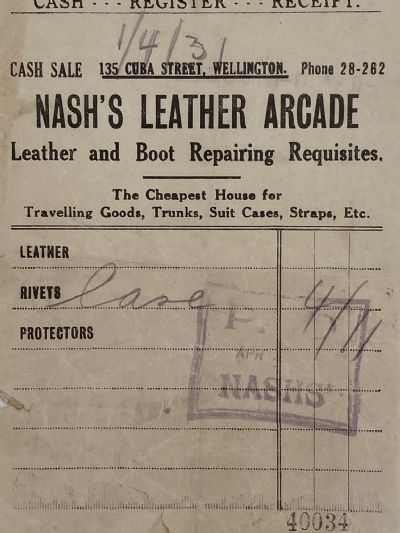 CASH - - - REGISTER - - - RECEIPT.
1/4/31
CASH SALE 135 CUBA STREET, WELLINGTON. Phone 28-262
NASH'S LEATHER ARCADE
Leather and Boot Repairing Requisites.
The Cheapest House for
Travelling Goods, Trunks, Suit Cases, Straps, Etc.
LEATHER
RIVETS Case 4/11
PROTECTORS
APR
NASHS'
40034